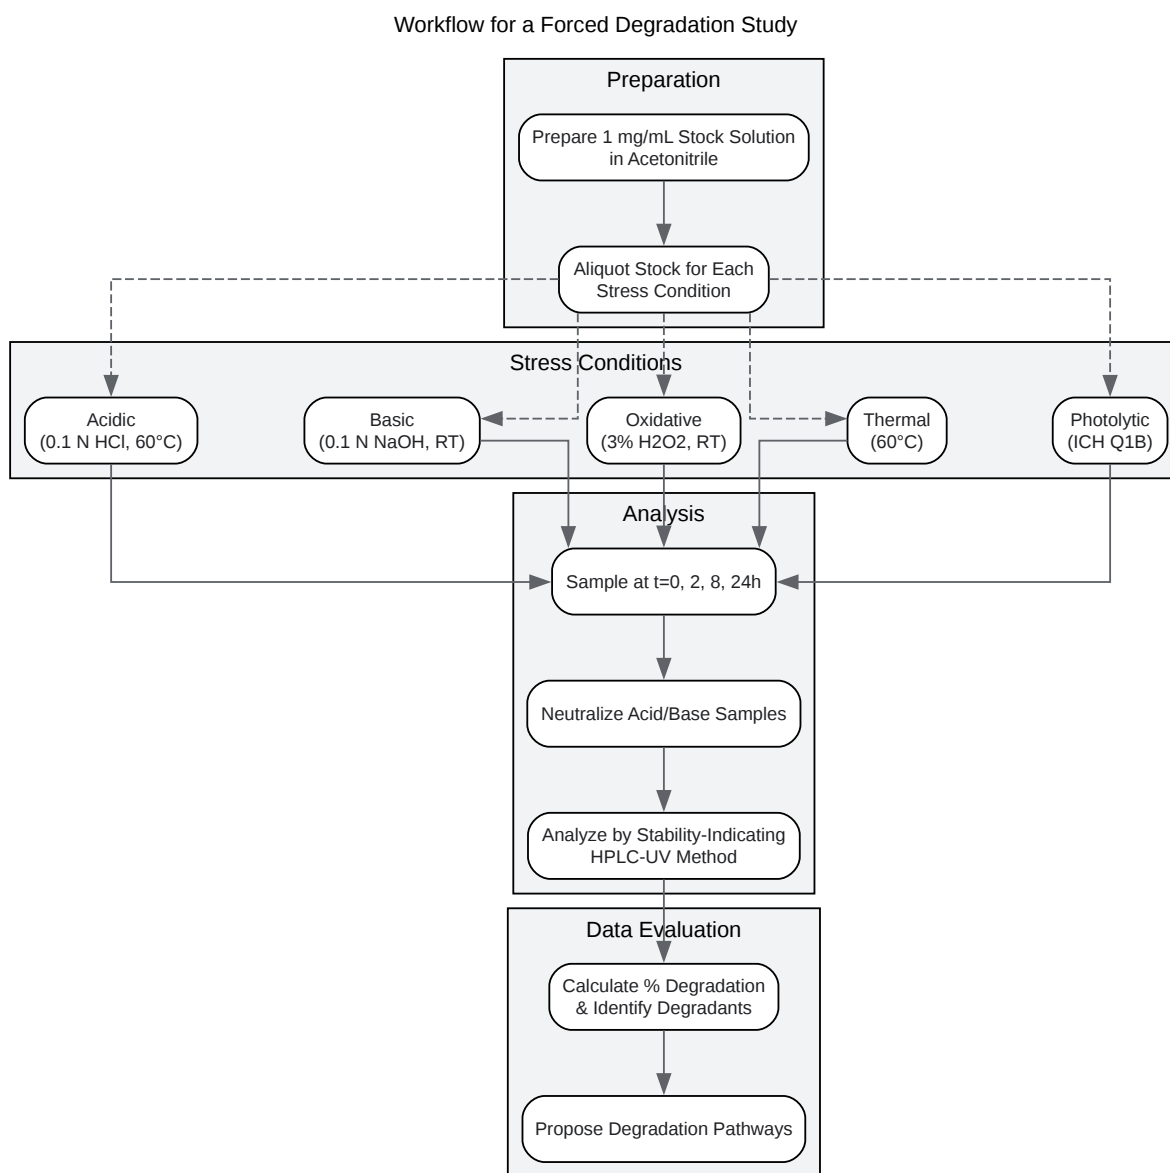 Workflow for a Forced Degradation Study
Preparation
Prepare 1 mg/mL Stock Solution
in Acetonitrile
Aliquot Stock for Each
Stress Condition
Stress Conditions
Acidic
(0.1 N HCl, 60°C)
Basic
(0.1 N NaOH, RT)
Oxidative
(3% H2O2, RT)
Thermal
(60°C)
Photolytic
(ICH Q1B)
Analysis
Sample at t=0, 2, 8, 24h
Neutralize Acid/Base Samples
Analyze by Stability-Indicating
HPLC-UV Method
Data Evaluation
Calculate % Degradation
& Identify Degradants
Propose Degradation Pathways